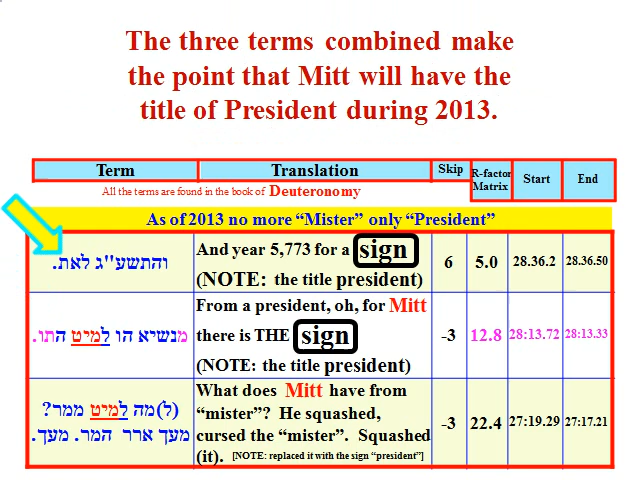 The three terms combined make
the point that Mitt will have the
title of President during 2013.
Term Translation Skip R-factor Matrix Start End
All the terms are found in the book of Deuteronomy
As of 2013 no more “Mister” only “President”
והתשע"ג לאת.
And year 5,773 for a sign
(NOTE: the title president)
6 5.0 28.36.2 28.36.50
מנשיא הו למיט התו.
From a president, oh, for Mitt
there is THE sign
(NOTE: the title president)
-3 12.8 28:13.72 28:13.33
(ל)מה למיט ממר?
מעך ארר המר. מעך.
What does Mitt have from
“mister”? He squashed,
cursed the “mister”. Squashed
(it). [NOTE: replaced it with the sign “president”]
-3 22.4 27:19.29 27:17.21